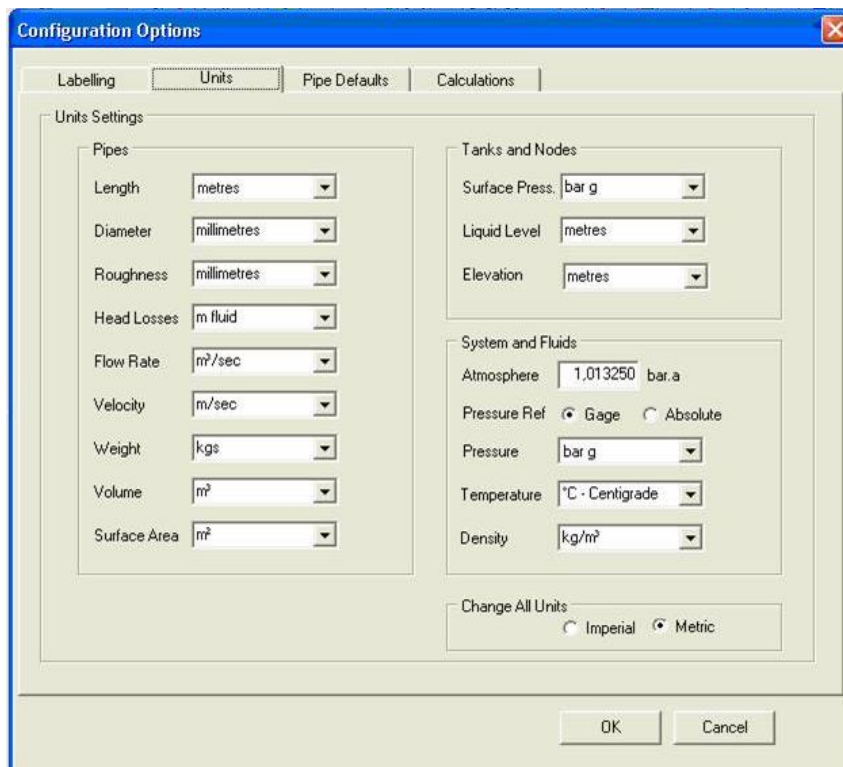 Configuration Options
Labelling Units Pipe Defaults Calculations
Units Settings
Pipes
Length metres
Diameter millimetres
Roughness millimetres
Head Losses m fluid
Flow Rate m³/sec
Velocity m/sec
Weight kgs
Volume m³
Surface Area m²
Tanks and Nodes
Surface Press. bar g
Liquid Level metres
Elevation metres
System and Fluids
Atmosphere 1,013250 bar.a
Pressure Ref Gage Absolute
Pressure bar g
Temperature °C - Centigrade
Density kg/m³
Change All Units
Imperial Metric
OK Cancel